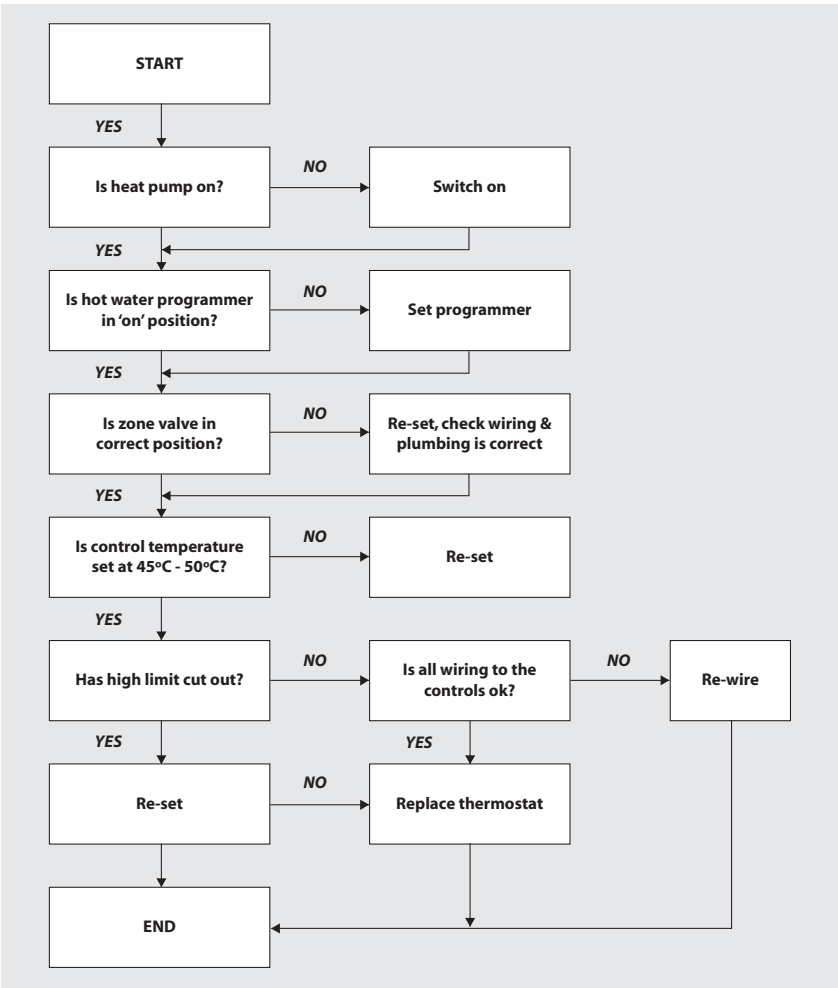 START
YES
Is heat pump on?
NO
Switch on
YES
Is hot water programmer
in ‘on’ position?
NO
Set programmer
YES
Is zone valve in
correct position?
NO
Re-set, check wiring &
plumbing is correct
YES
Is control temperature
set at 45ºC - 50ºC?
NO
Re-set
YES
Has high limit cut out?
NO
Is all wiring to the
controls ok?
NO
Re-wire
YES
YES
Re-set
NO
Replace thermostat
END